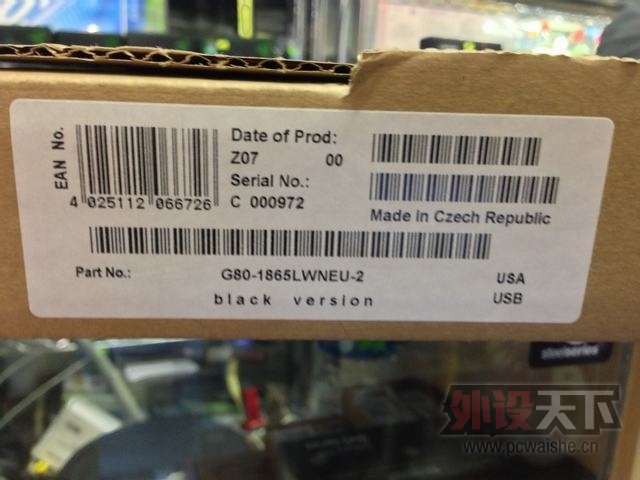 EAN No.
4 025112 066726
Date of Prod:
Z07 00
Serial No.:
C 000972
Made in Czech Republic
Part No.: G80-1865LWNEU-2 USA
black version USB
steelseries
外设天下
www.pcwaishe.cn